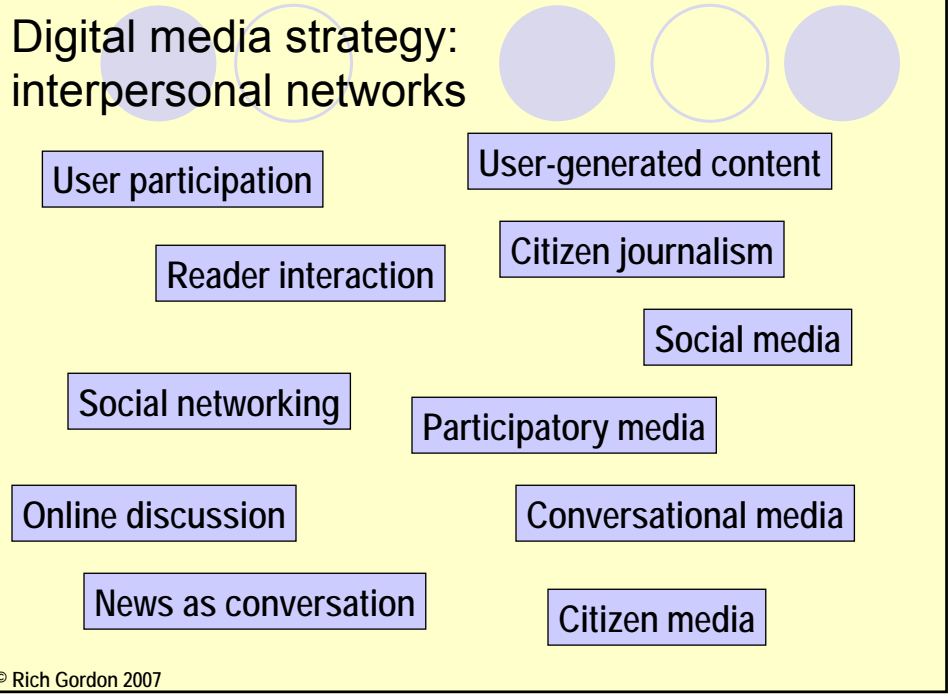 Digital media strategy:
interpersonal networks
User participation
User-generated content
Reader interaction
Citizen journalism
Social media
Social networking
Participatory media
Online discussion
Conversational media
News as conversation
Citizen media
© Rich Gordon 2007